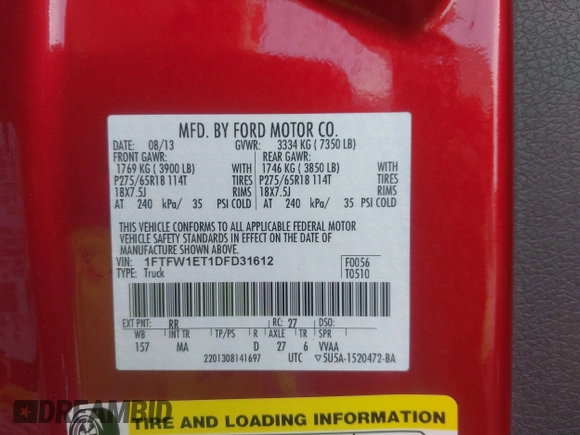 MFD. BY FORD MOTOR CO.
DATE: 08/13 GVWR: 3334 KG ( 7350 LB)
FRONT GAWR: REAR GAWR:
1769 KG ( 3900 LB) WITH 1746 KG ( 3850 LB) WITH
P275/65R18 114T TIRES P275/65R18 114T TIRES
18X7.5J RIMS 18X7.5J RIMS
AT 240 kPa/ 35 PSI COLD AT 240 kPa/ 35 PSI COLD
THIS VEHICLE CONFORMS TO ALL APPLICABLE FEDERAL MOTOR
VEHICLE SAFETY STANDARDS IN EFFECT ON THE DATE OF
MANUFACTURE SHOWN ABOVE.
VIN: 1FTFW1ET1DFD31612 F0056
TYPE: Truck T0510
EXT PNT: RR RC: 27 DSO:
WB INT TR TP/PS R AXLE TR SPR
157 MA D 27 6 VVAA
2201308141697 UTC ▽5U5A-1520472-BA
TIRE AND LOADING INFORMATION
DREAMBID